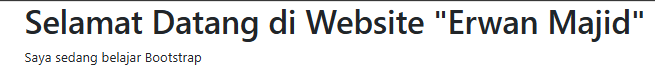 Selamat Datang di Website "Erwan Majid"
Saya sedang belajar Bootstrap